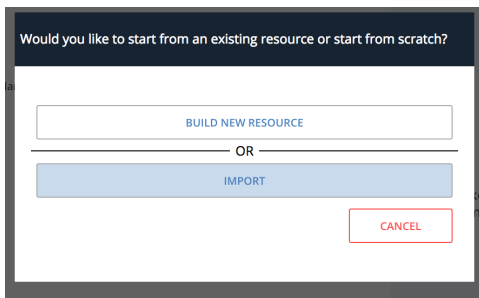 Would you like to start from an existing resource or start from scratch?
BUILD NEW RESOURCE
OR
IMPORT
CANCEL